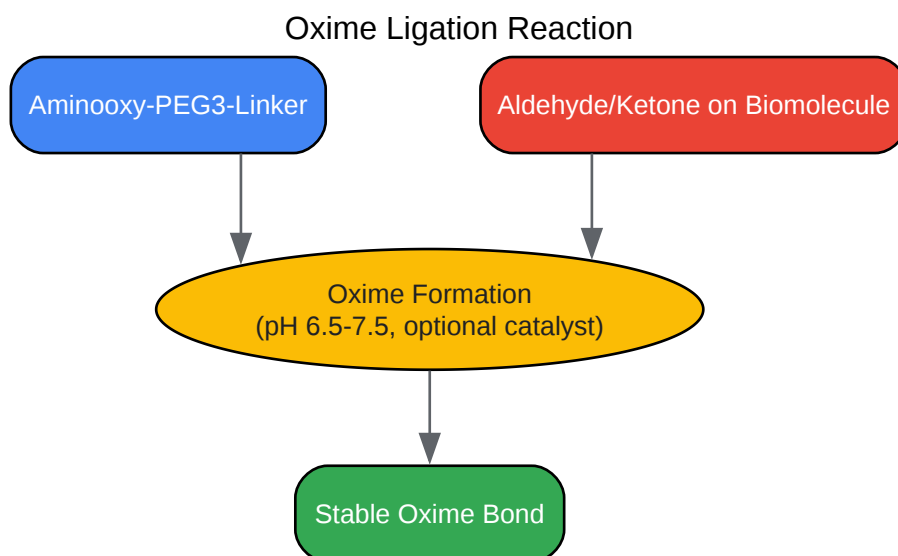 Oxime Ligation Reaction
Aminooxy-PEG3-Linker
Aldehyde/Ketone on Biomolecule
Oxime Formation
(pH 6.5-7.5, optional catalyst)
Stable Oxime Bond